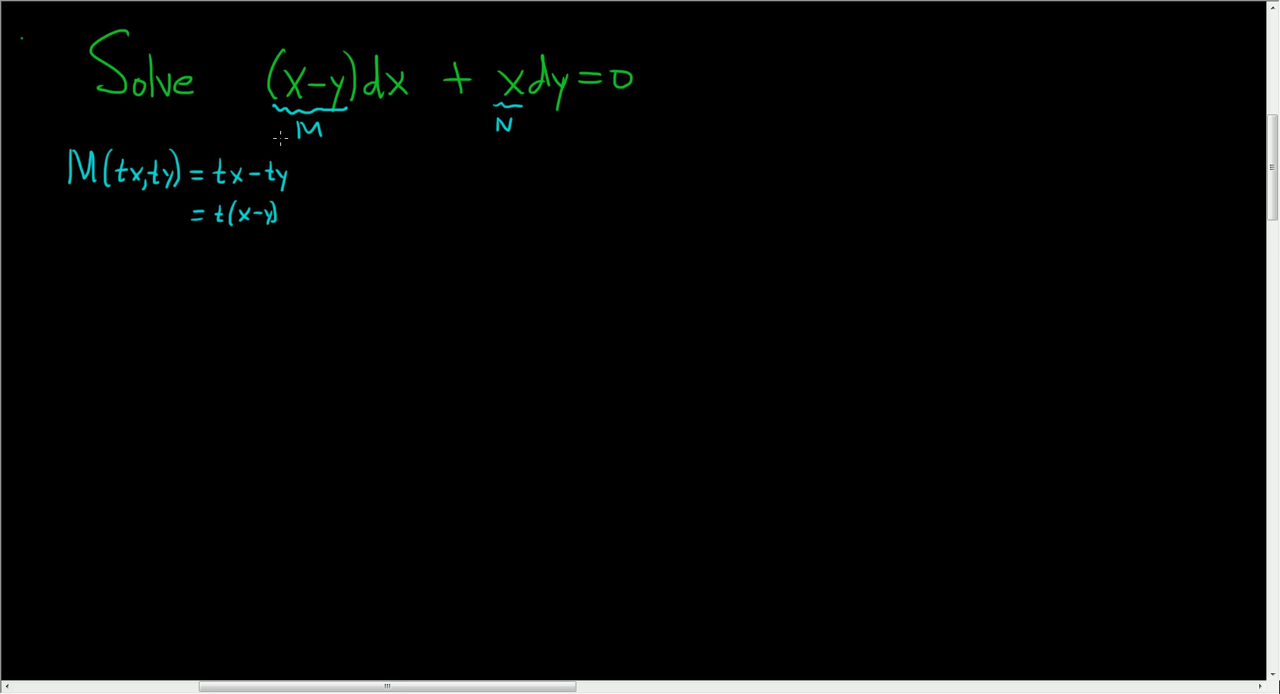 Solve (x-y)dx + xdy=0
M N
M(tx,ty) = tx-ty
= t(x-y)